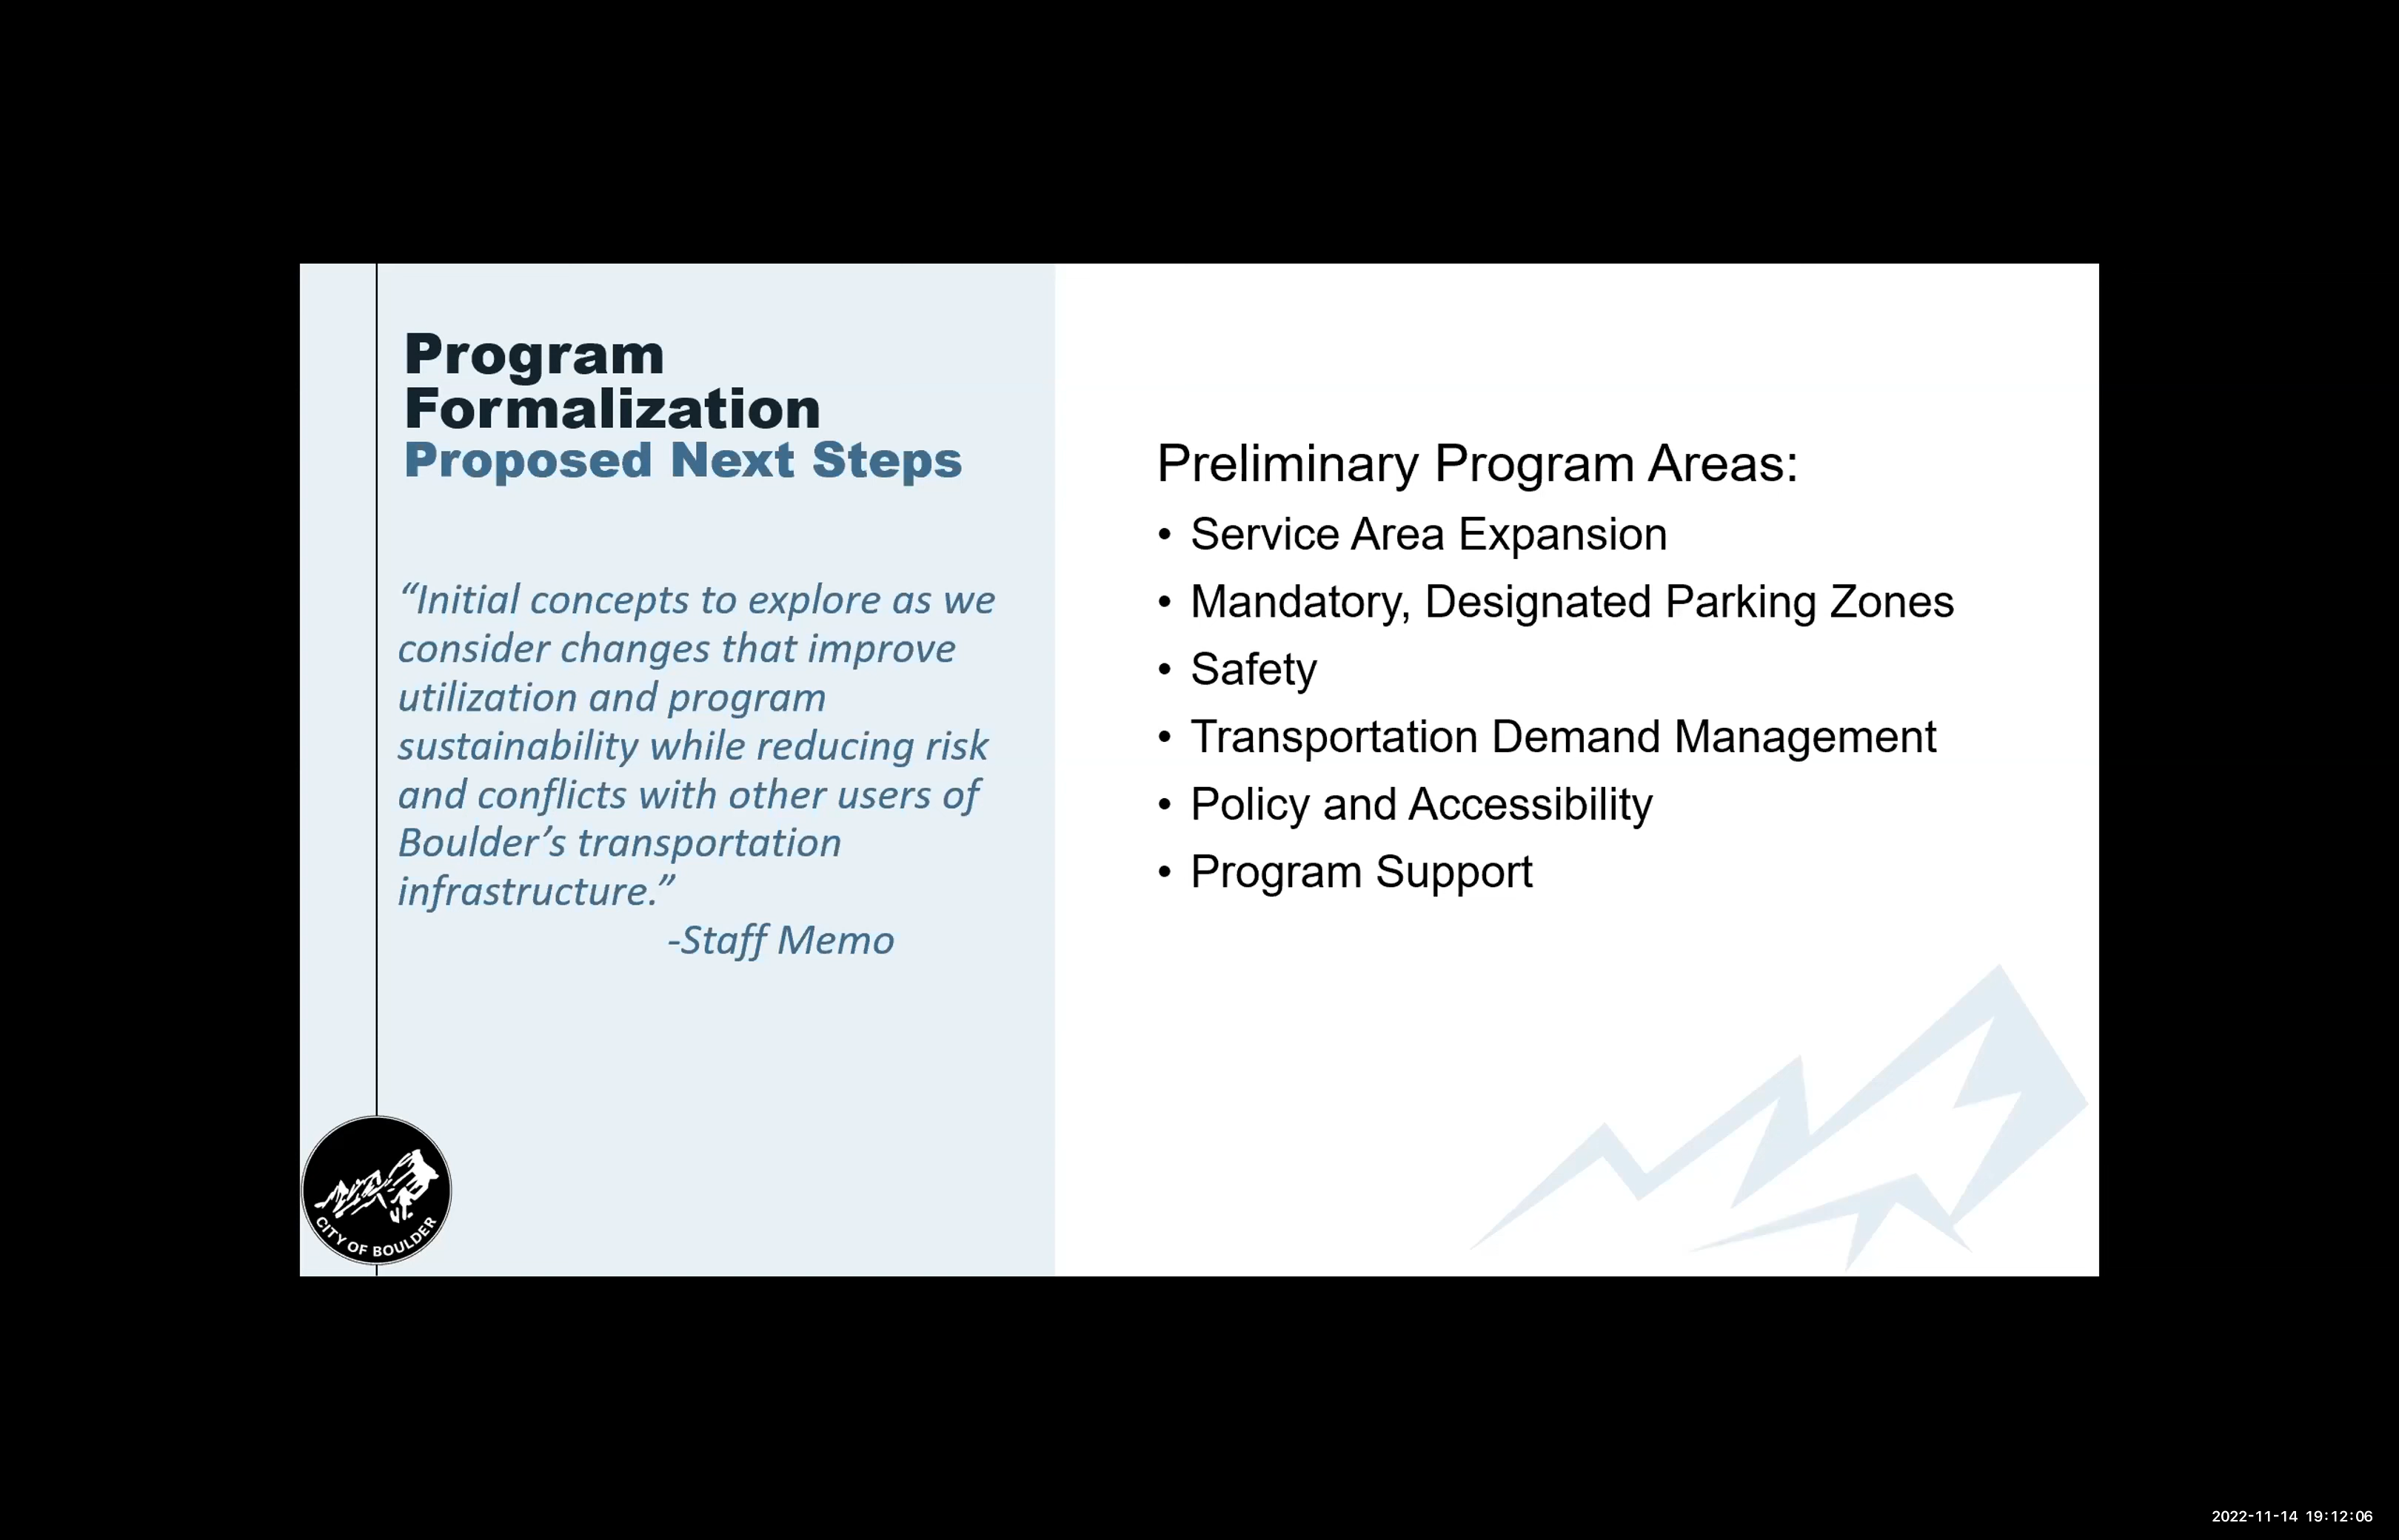 Program
Formalization
Proposed Next Steps
“Initial concepts to explore as we
consider changes that improve
utilization and program
sustainability while reducing risk
and conflicts with other users of
Boulder’s transportation
infrastructure.”
-Staff Memo
CITY OF BOULDER
Preliminary Program Areas:
• Service Area Expansion
• Mandatory, Designated Parking Zones
• Safety
• Transportation Demand Management
• Policy and Accessibility
• Program Support
2022-11-14 19:12:06